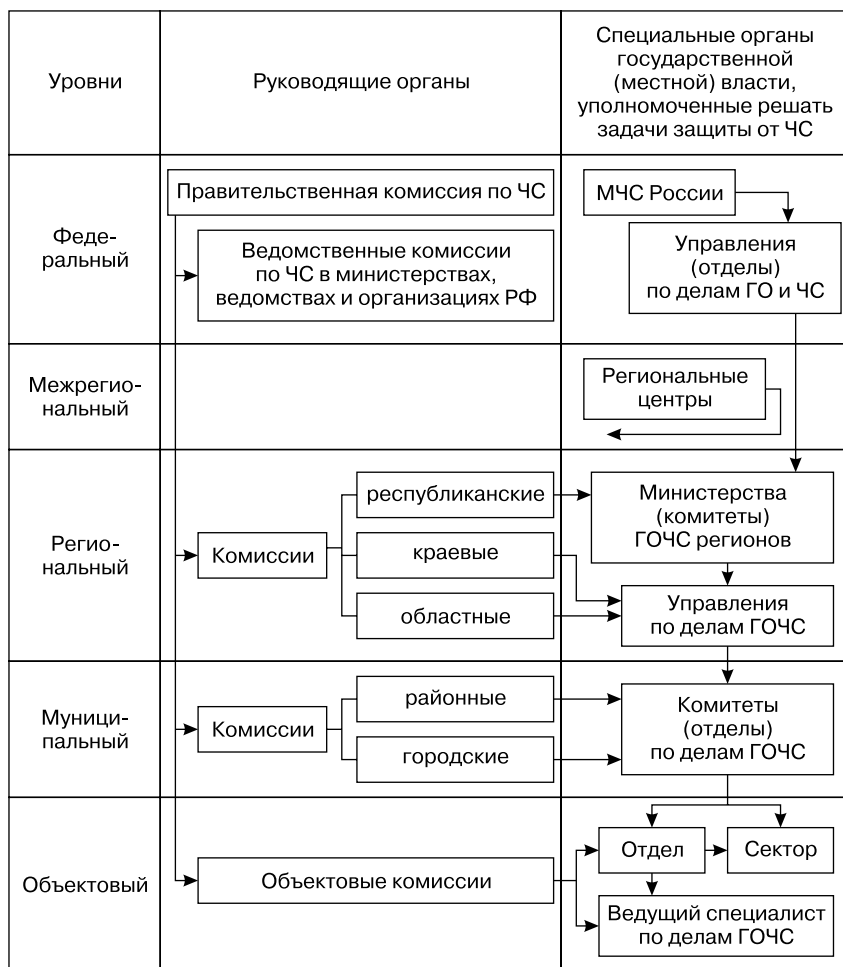 Уровни
Руководящие органы
Специальные органы
государственной
(местной) власти,
уполномоченные решать
задачи защиты от ЧС
Феде-
ральный
Правительственная комиссия по ЧС
Ведомственные комиссии
по ЧС в министерствах,
ведомствах и организациях РФ
МЧС России
Управления
(отделы)
по делам ГО и ЧС
Межрегио-
нальный
Региональные
центры
Регио-
нальный
Комиссии
республиканские
краевые
областные
Министерства
(комитеты)
ГОЧС регионов
Управления
по делам ГОЧС
Муници-
пальный
Комиссии
районные
городские
Комитеты
(отделы)
по делам ГОЧС
Объектовый
Объектовые комиссии
Отдел
Сектор
Ведущий специалист
по делам ГОЧС